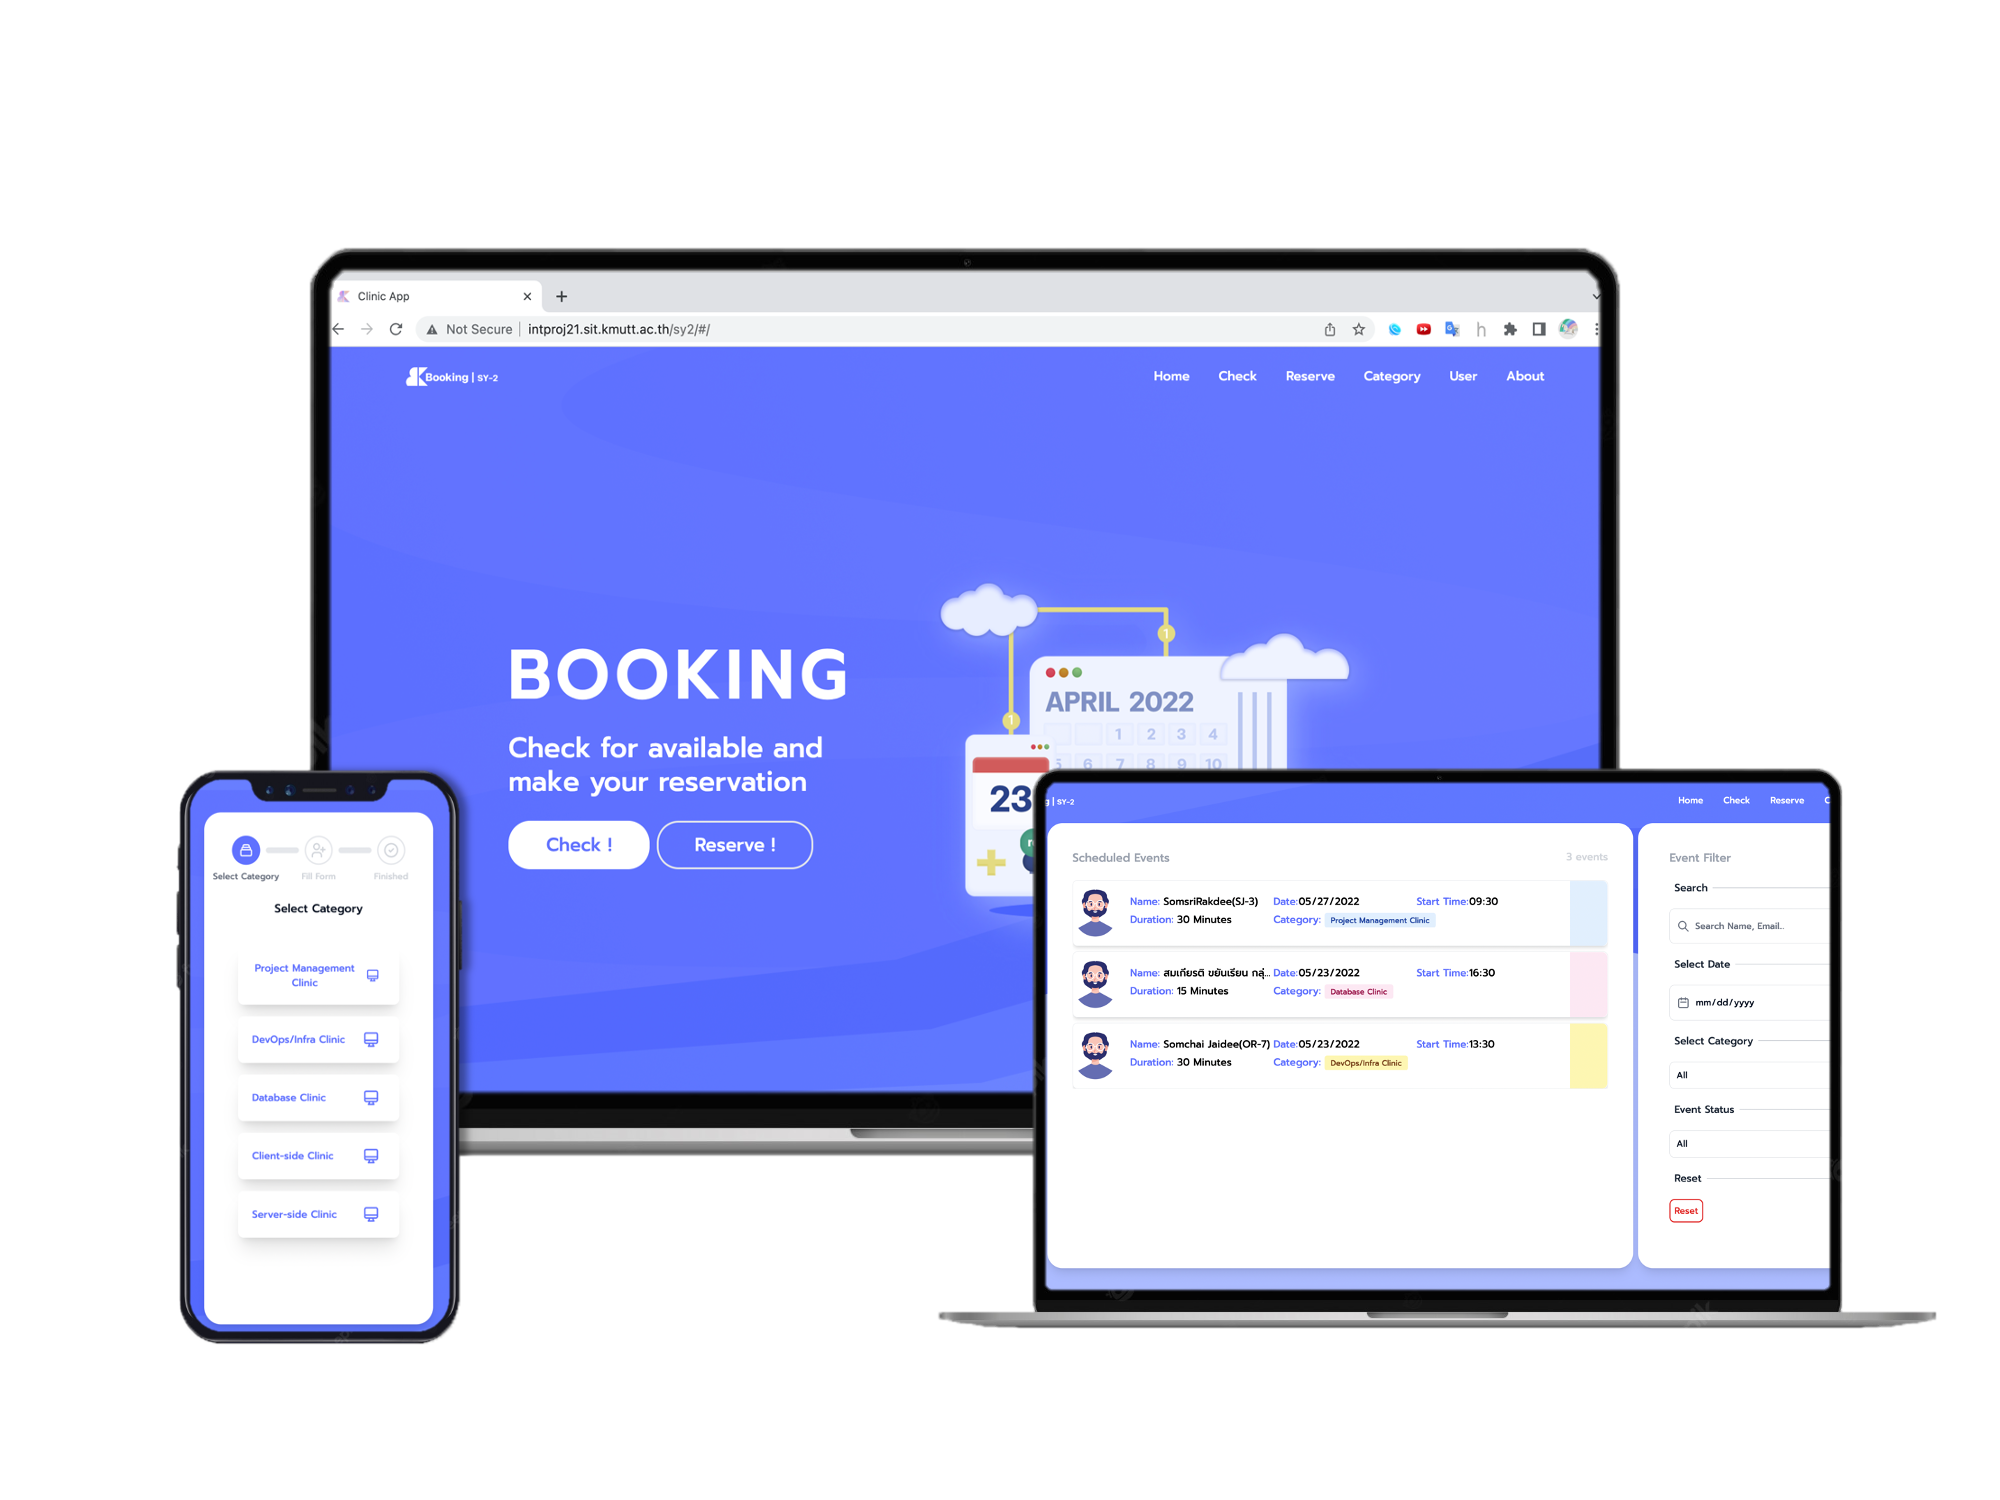 Clinic App
Not Secure | intproj21.sit.kmutt.ac.th/sy2/#/
Booking | SY-2
Home Check Reserve Category User About
BOOKING
Check for available and
make your reservation
Check ! Reserve !
1
1
APRIL 2022
1 2 3 4
5 6 7 8 9 10
23
Select Category Fill Form Finished
Select Category
Project Management
Clinic
DevOps/Infra Clinic
Database Clinic
Client-side Clinic
Server-side Clinic
g | SY-2
Home Check Reserve C
Scheduled Events 3 events
Name: SomsriRakdee(SJ-3) Date:05/27/2022 Start Time:09:30
Duration: 30 Minutes Category: Project Management Clinic
Name: สมเกียรติ ขยันเรียน กลุ่... Date:05/23/2022 Start Time:16:30
Duration: 15 Minutes Category: Database Clinic
Name: Somchai Jaidee(OR-7) Date:05/23/2022 Start Time:13:30
Duration: 30 Minutes Category: DevOps/Infra Clinic
Event Filter
Search
Search Name, Email..
Select Date
mm/dd/yyyy
Select Category
All
Event Status
All
Reset
Reset